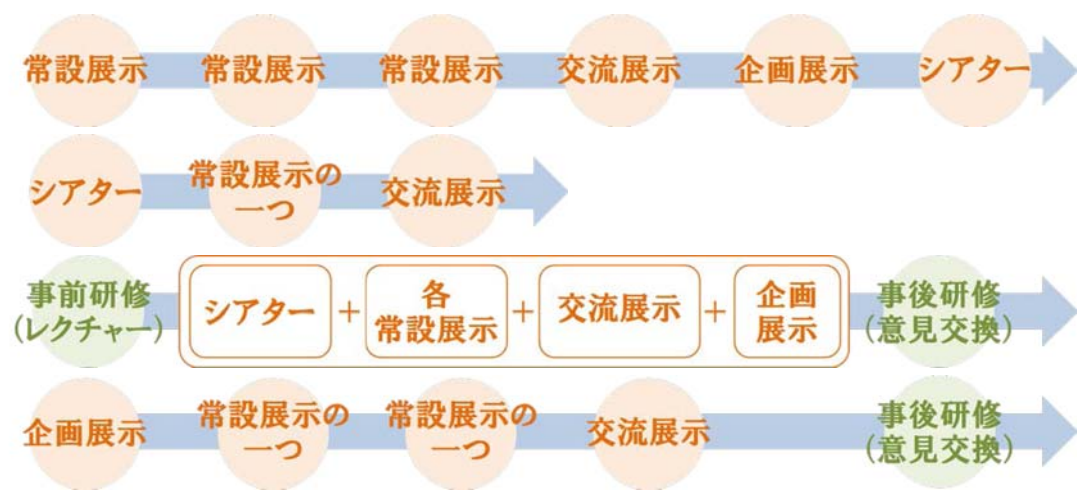 常設展示 常設展示 常設展示 交流展示 企画展示 シアター
シアター
常設展示の
一つ
交流展示
事前研修
(レクチャー)
シアター
+
各
常設展示
+
交流展示
+
企画
展示
事後研修
(意見交換)
企画展示
常設展示の
一つ
常設展示の
一つ
交流展示
事後研修
(意見交換)